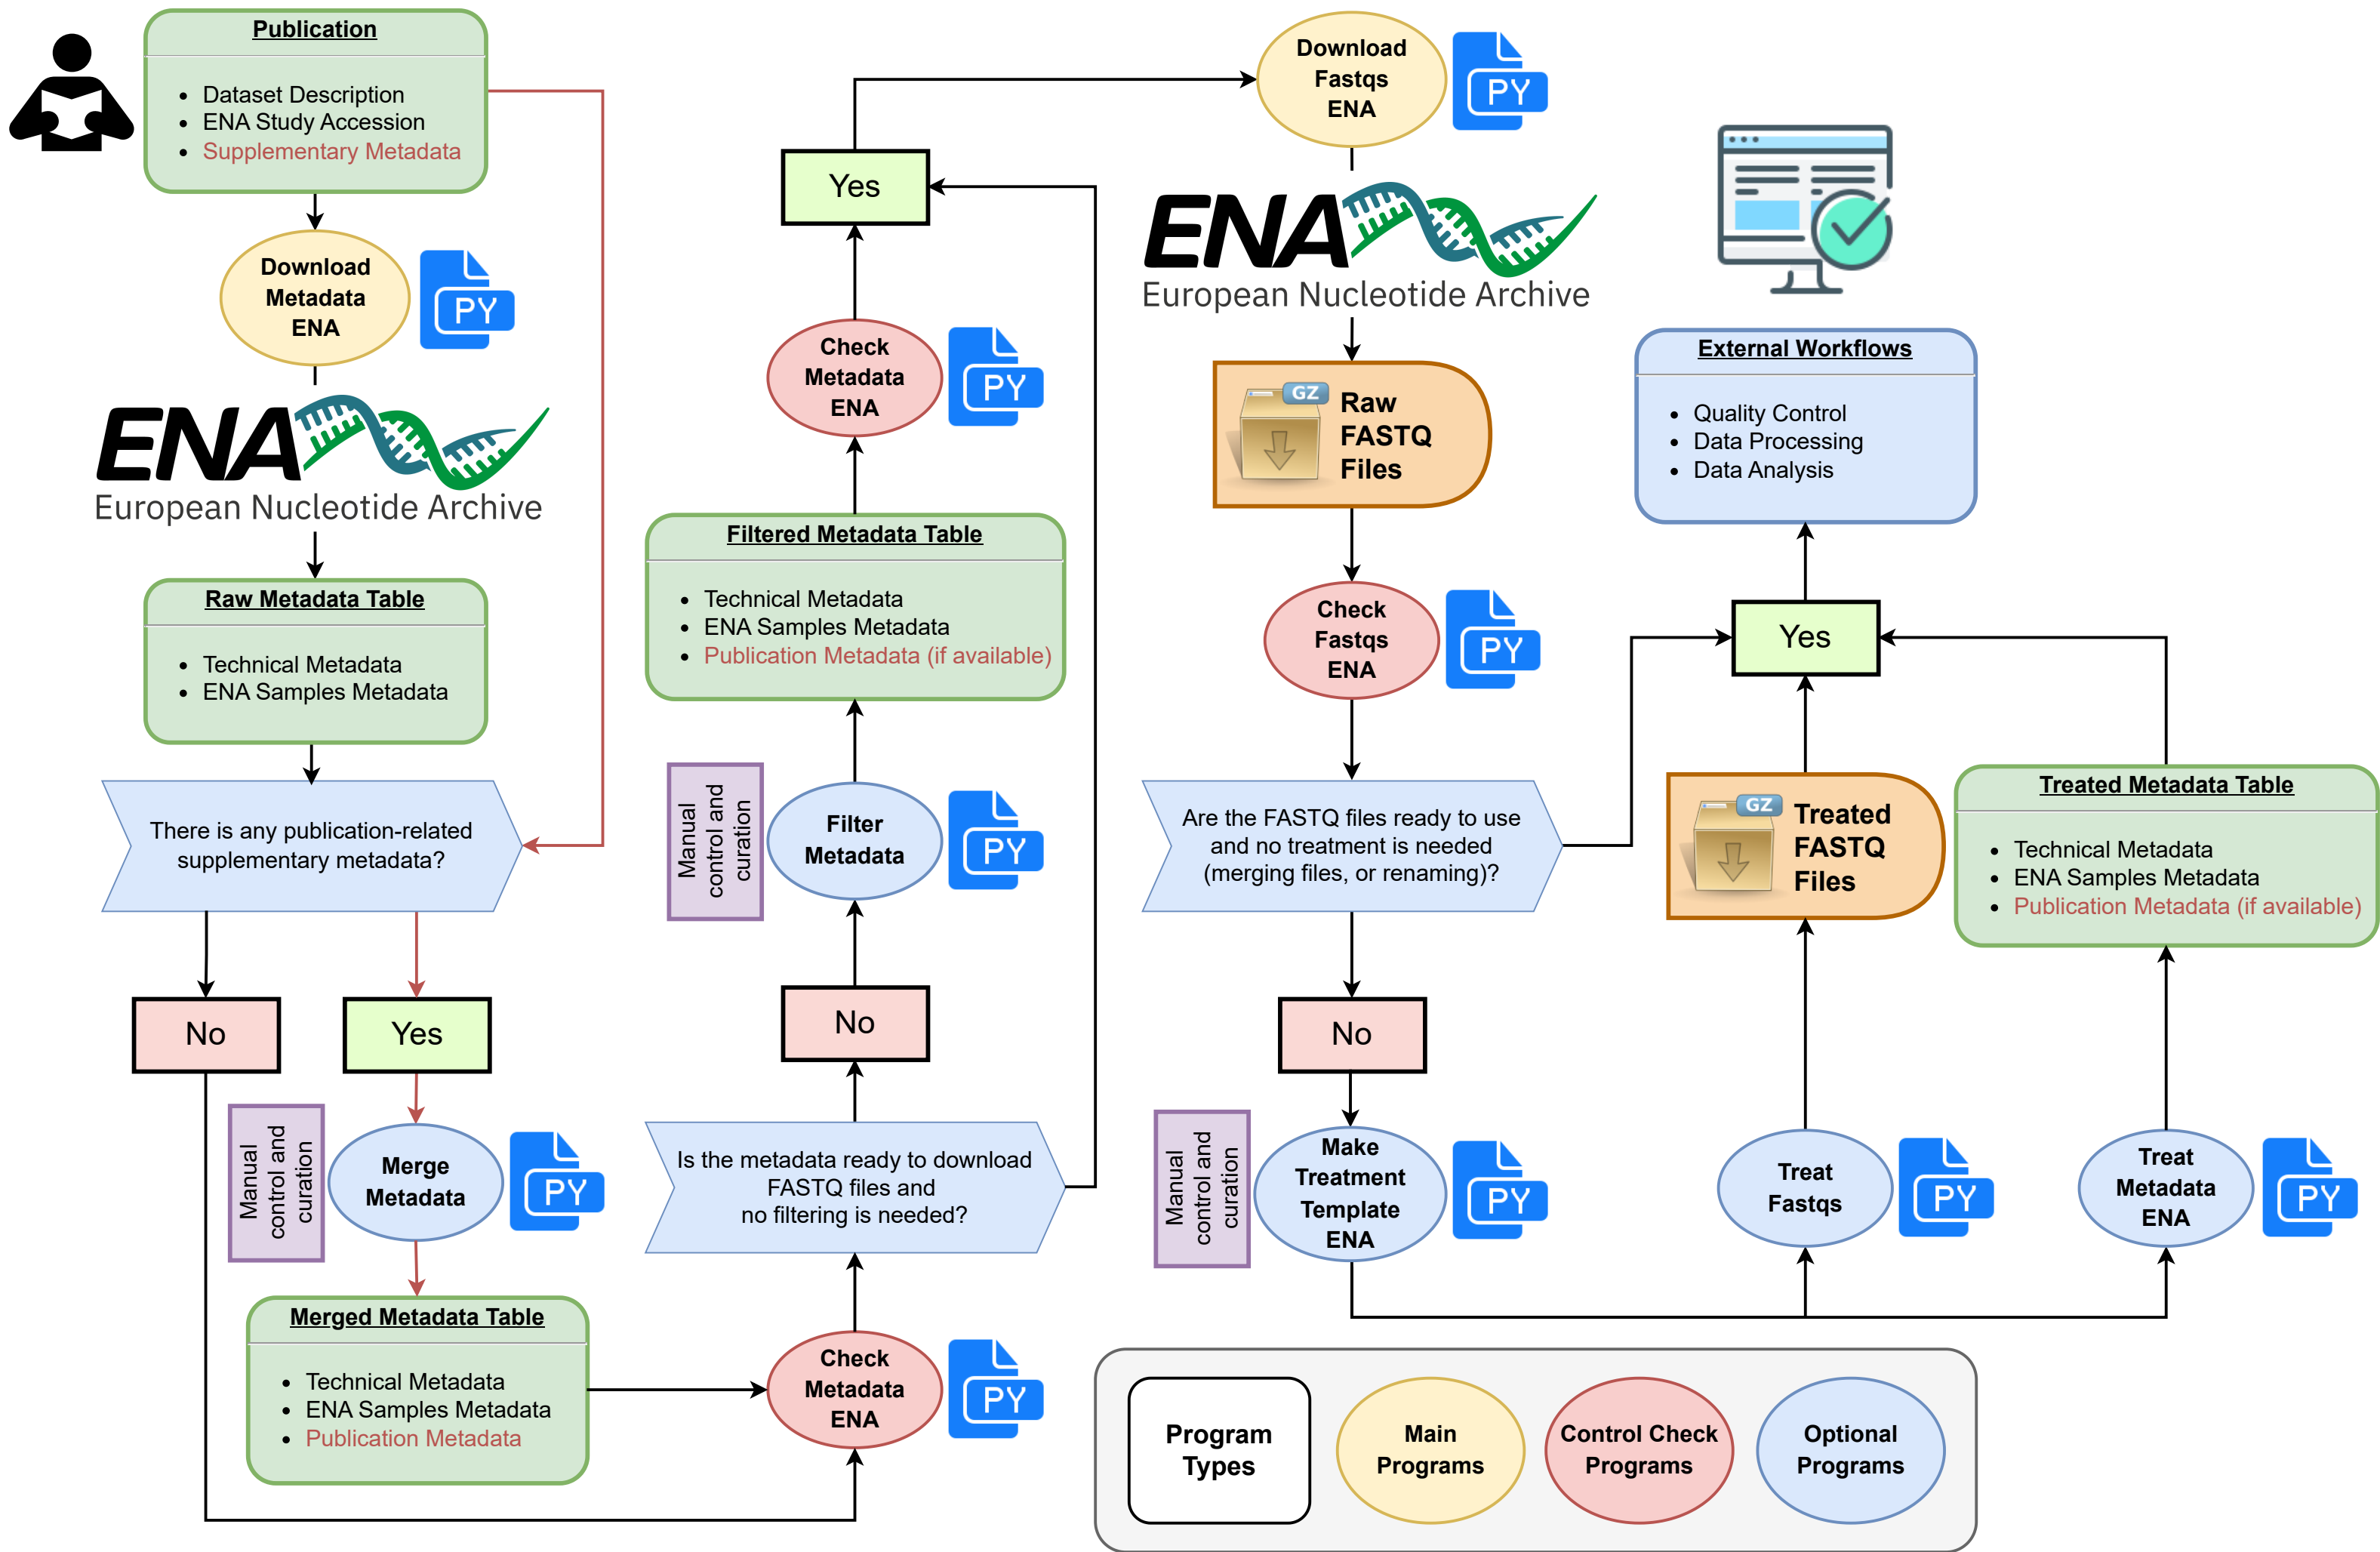 Publication
Dataset Description
ENA Study Accession
Supplementary Metadata
Download
Metadata
ENA
PY
ENA
European Nucleotide Archive
Raw Metadata Table
Technical Metadata
ENA Samples Metadata
There is any publication-related
supplementary metadata?
No
Yes
Manual
control and
curation
Merge
Metadata
PY
Merged Metadata Table
Technical Metadata
ENA Samples Metadata
Publication Metadata
Check
Metadata
ENA
PY
Is the metadata ready to download
FASTQ files and
no filtering is needed?
No
Manual
control and
curation
Filter
Metadata
PY
Filtered Metadata Table
Technical Metadata
ENA Samples Metadata
Publication Metadata (if available)
Check
Metadata
ENA
PY
Yes
Download
Fastqs
ENA
PY
ENA
European Nucleotide Archive
GZ
Raw
FASTQ
Files
Check
Fastqs
ENA
PY
Are the FASTQ files ready to use
and no treatment is needed
(merging files, or renaming)?
No
Manual
control and
curation
Make
Treatment
Template
ENA
PY
Treat
Fastqs
PY
Treat
Metadata
ENA
PY
GZ
Treated
FASTQ
Files
Treated Metadata Table
Technical Metadata
ENA Samples Metadata
Publication Metadata (if available)
Yes
External Workflows
Quality Control
Data Processing
Data Analysis
Program
Types
Main
Programs
Control Check
Programs
Optional
Programs